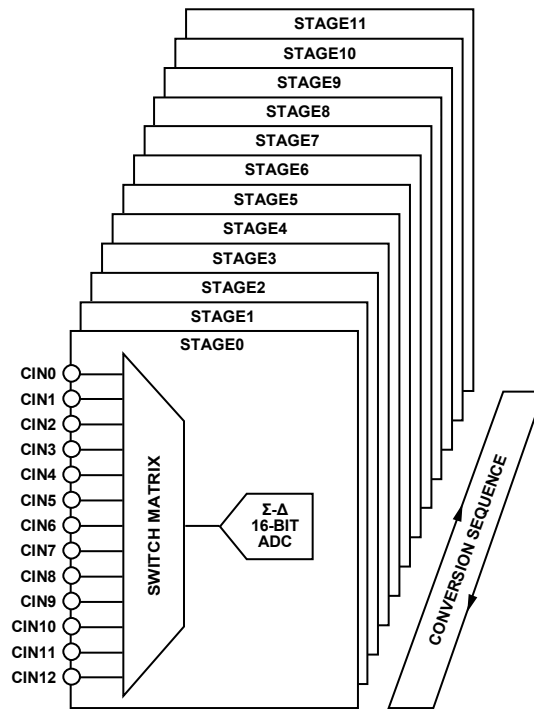 STAGE11
STAGE10
STAGE9
STAGE8
STAGE7
STAGE6
STAGE5
STAGE4
STAGE3
STAGE2
STAGE1
STAGE0
CIN0
CIN1
CIN2
CIN3
CIN4
CIN5
CIN6
CIN7
CIN8
CIN9
CIN10
CIN11
CIN12
SWITCH MATRIX
Σ-Δ
16-BIT
ADC
CONVERSION SEQUENCE